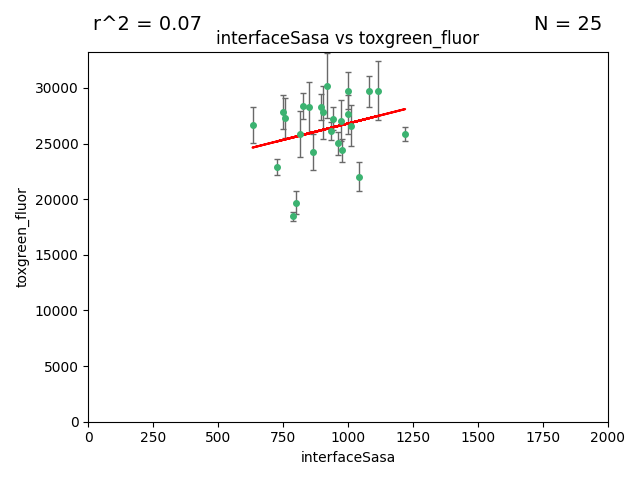 r^2 = 0.07
N = 25
interfaceSasa vs toxgreen_fluor
30000
25000
20000
15000
10000
5000
0
toxgreen_fluor
0 250 500 750 1000 1250 1500 1750 2000
interfaceSasa